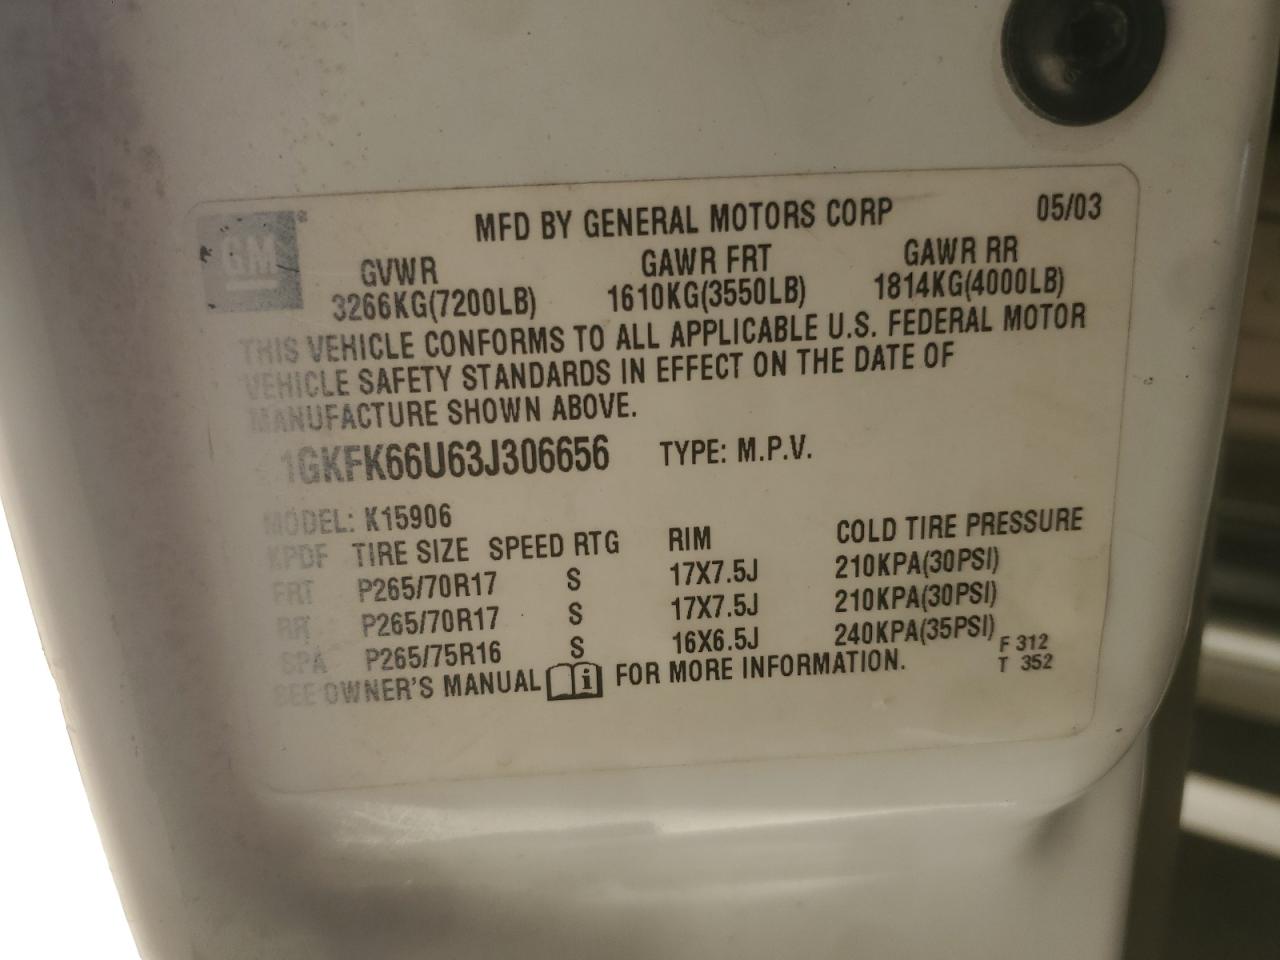 GM
MFD BY GENERAL MOTORS CORP 05/03
GVWR GAWR FRT GAWR RR
3266KG(7200LB) 1610KG(3550LB) 1814KG(4000LB)
THIS VEHICLE CONFORMS TO ALL APPLICABLE U.S. FEDERAL MOTOR
VEHICLE SAFETY STANDARDS IN EFFECT ON THE DATE OF
MANUFACTURE SHOWN ABOVE.
1GKFK66U63J306656 TYPE: M.P.V.
MODEL: K15906
KPDF TIRE SIZE SPEED RTG RIM COLD TIRE PRESSURE
FRT P265/70R17 S 17X7.5J 210KPA(30PSI)
RR P265/70R17 S 17X7.5J 210KPA(30PSI)
SPA P265/75R16 S 16X6.5J 240KPA(35PSI)
SEE OWNER'S MANUAL i FOR MORE INFORMATION.
F 312
T 352